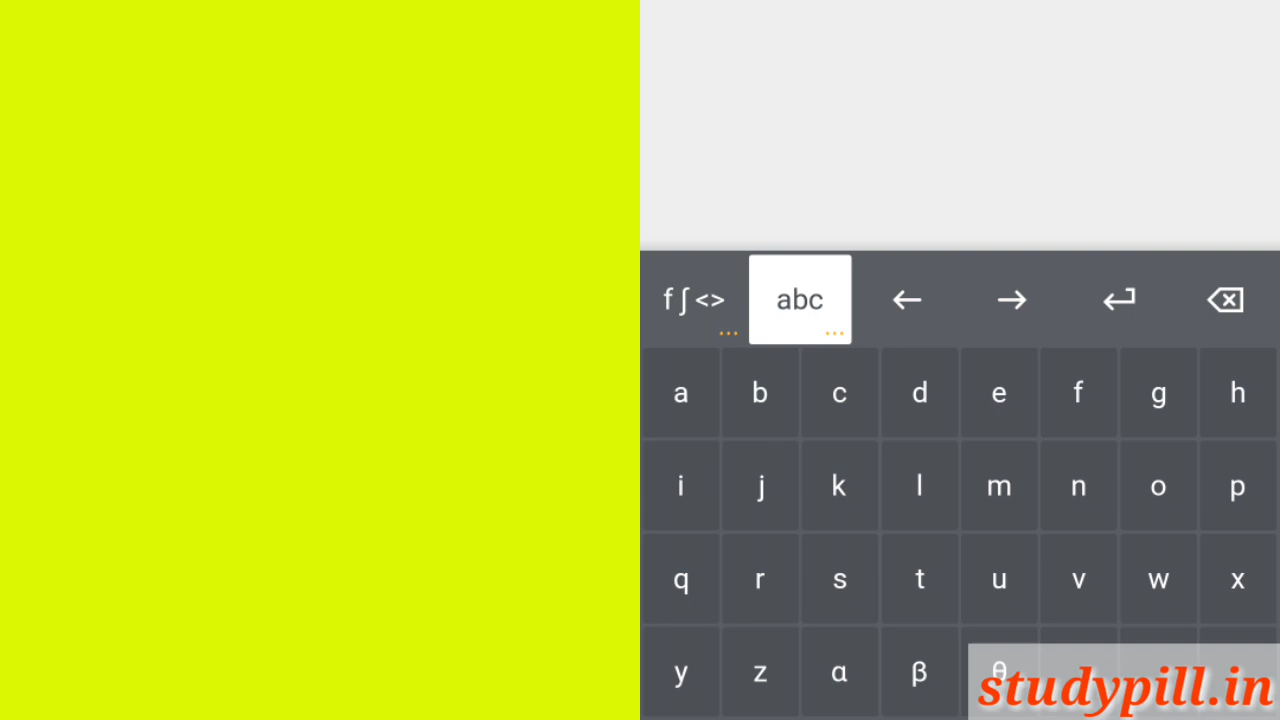 f ∫ <> abc ← → ↵ ⌫
a b c d e f g h
i j k l m n o p
q r s t u v w x
y z α β θ
studypill.in